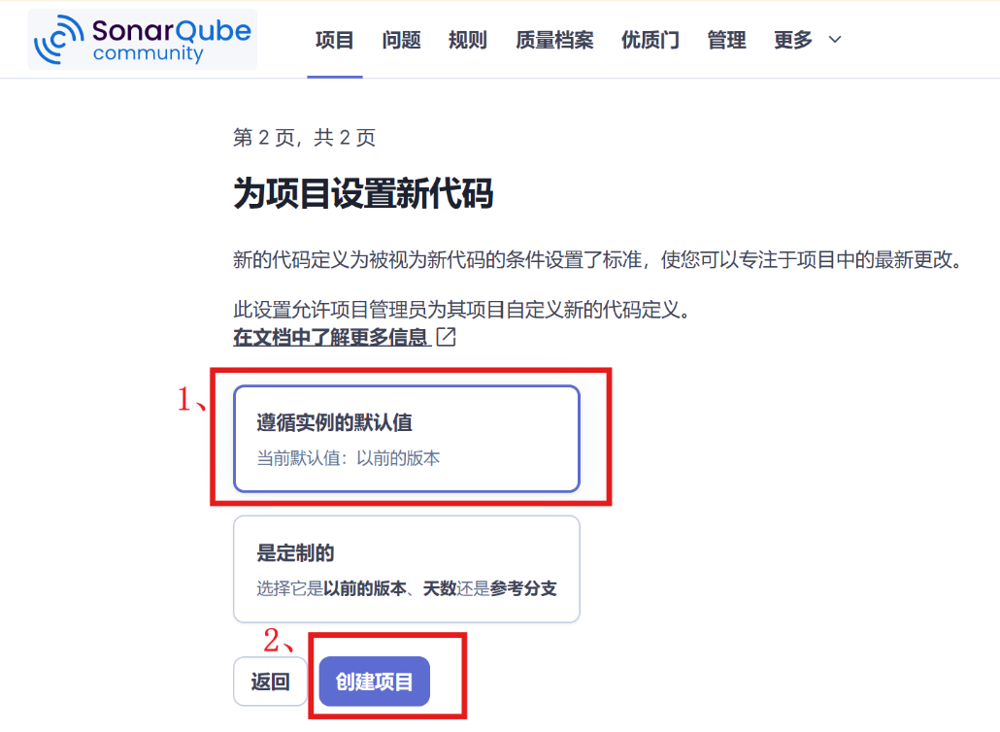 SonarQube
community
项目 问题 规则 质量档案 优质门 管理 更多
第 2 页，共 2 页
为项目设置新代码
新的代码定义为被视为新代码的条件设置了标准，使您可以专注于项目中的最新更改。
此设置允许项目管理员为其项目自定义新的代码定义。
在文档中了解更多信息
1、
遵循实例的默认值
当前默认值：以前的版本
是定制的
选择它是以前的版本、天数还是参考分支
2、
返回 创建项目